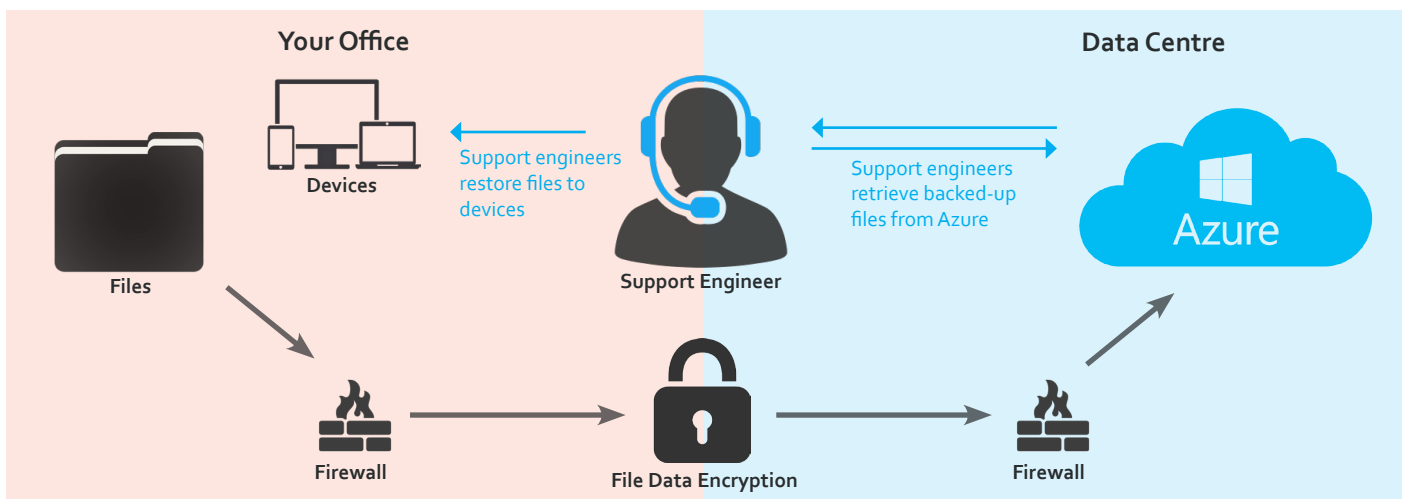 Your Office
Data Centre
Devices
Support engineers
restore files to
devices
Support engineers
retrieve backed-up
files from Azure
Azure
Files
Support Engineer
Firewall
File Data Encryption
Firewall